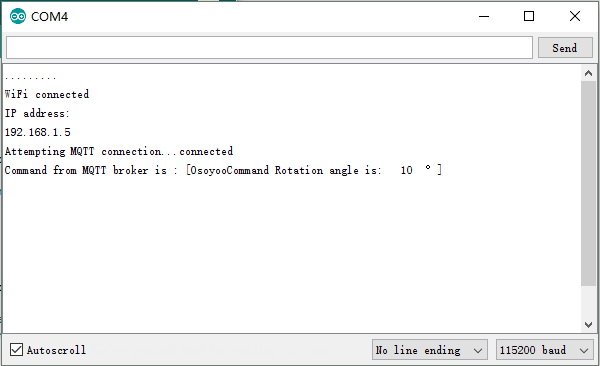 COM4
Send
.........
WiFi connected
IP address:
192.168.1.5
Attempting MQTT connection...connected
Command from MQTT broker is : [OsoyooCommand Rotation angle is:   10  ° ]
Autoscroll
No line ending
115200 baud